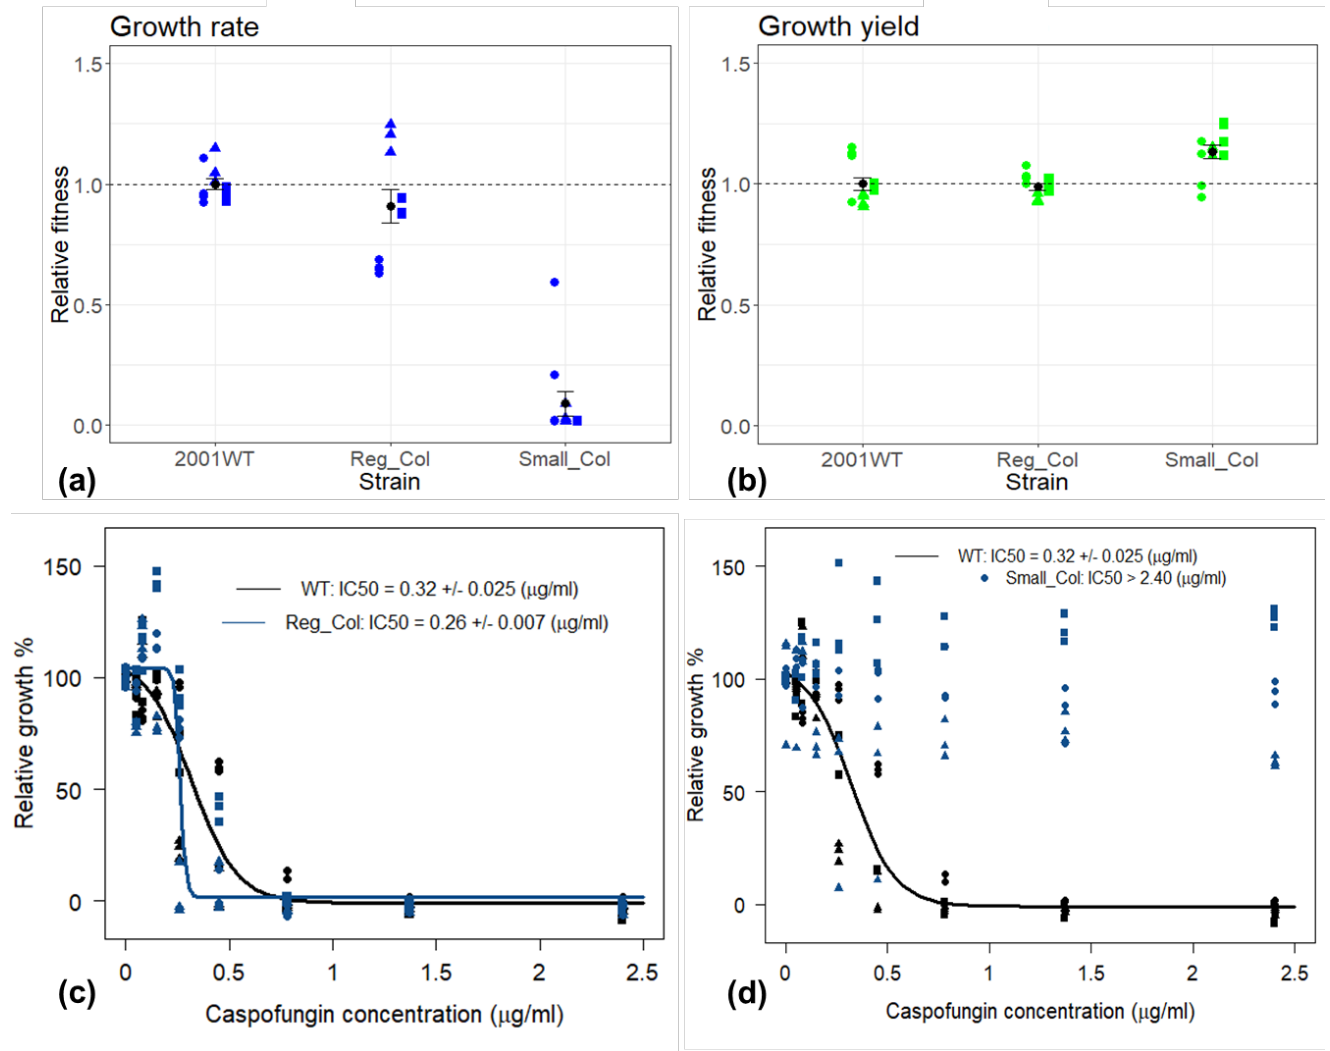 Growth rate
1.5
1.0
0.5
0.0
Relative fitness
2001WT
Reg_Col
Small_Col
Strain
(a)
Growth yield
1.5
1.0
0.5
0.0
Relative fitness
2001WT
Reg_Col
Small_Col
Strain
(b)
150
100
50
0
Relative growth %
WT: IC50 = 0.32 +/- 0.025 (μg/ml)
Reg_Col: IC50 = 0.26 +/- 0.007 (μg/ml)
0
0.5
1
1.5
2
2.5
Caspofungin concentration (μg/ml)
(c)
150
100
50
0
Relative growth %
WT: IC50 = 0.32 +/- 0.025 (μg/ml)
Small_Col: IC50 > 2.40 (μg/ml)
0
0.5
1
1.5
2
2.5
Caspofungin concentration (μg/ml)
(d)